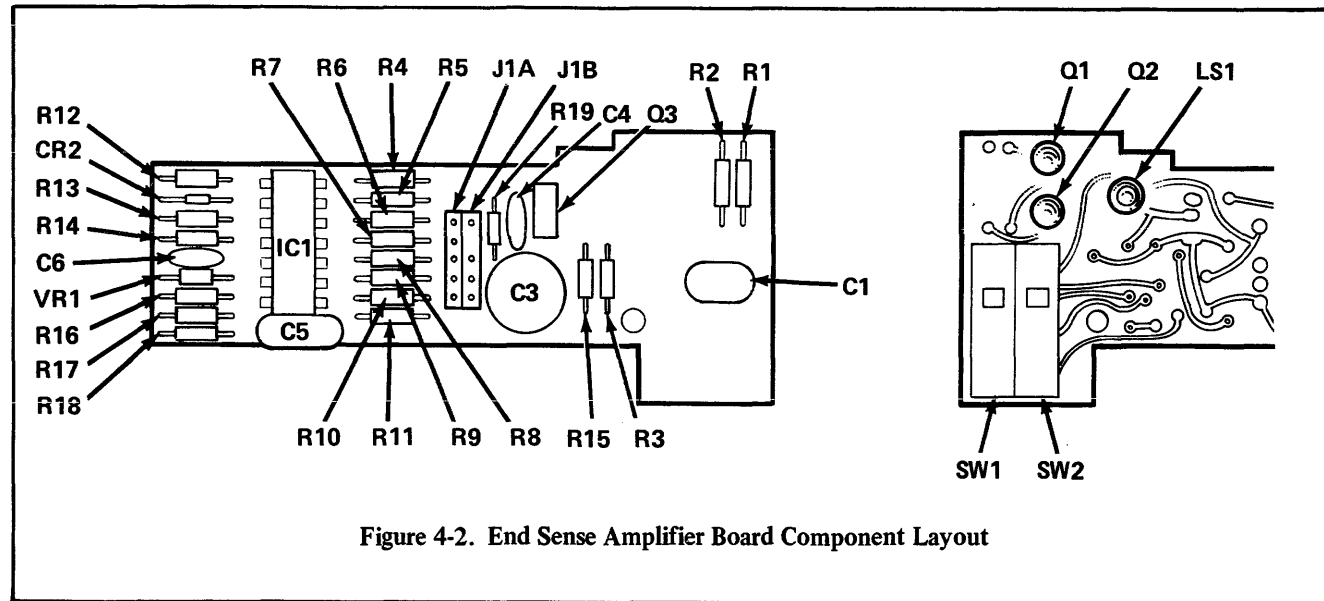 R7 R6 R4 R5 J1A J1B R2 R1 Q1 Q2 LS1
R19 C4 Q3
R12
CR2
R13
R14
C6
VR1
R16
R17
R18
IC1
C5
C3
C1
R10 R11 R9 R8 R15 R3
SW1 SW2
Figure 4-2. End Sense Amplifier Board Component Layout